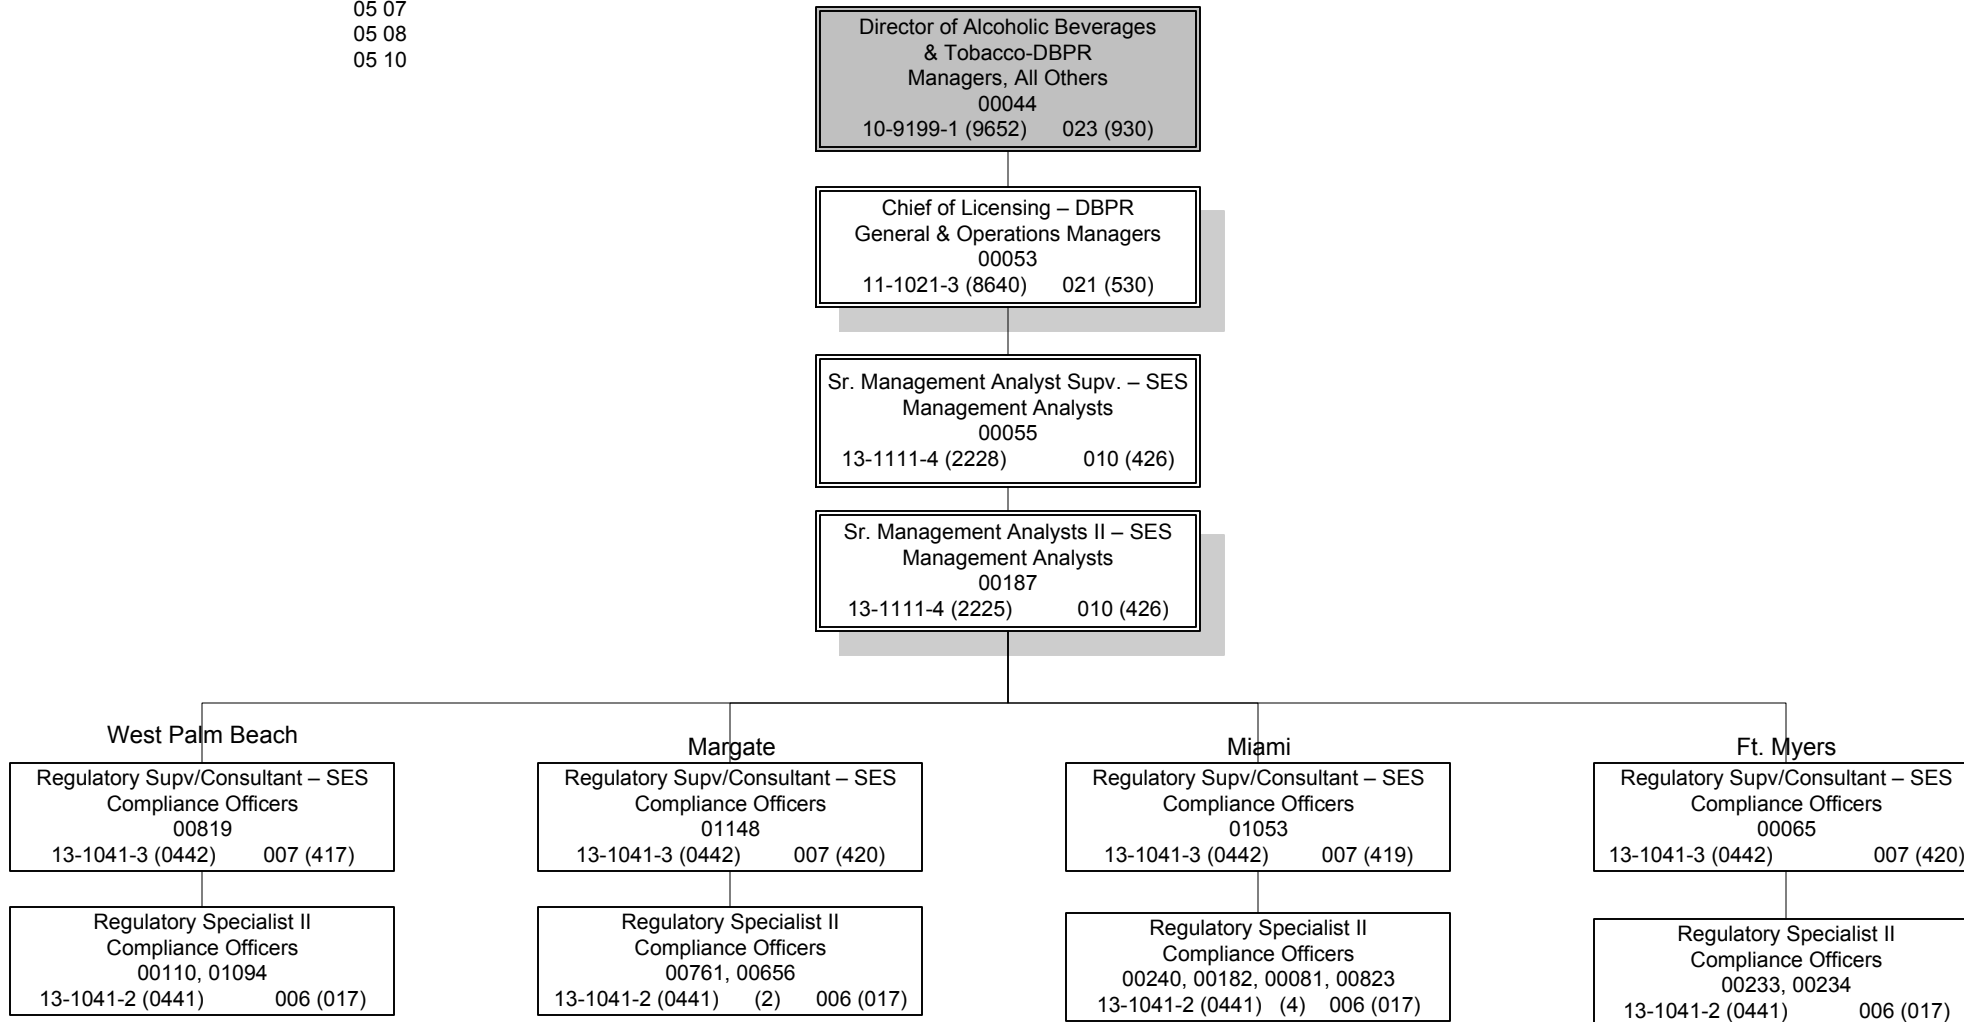 05 07
05 08
05 10
Director of Alcoholic Beverages
& Tobacco-DBPR
Managers, All Others
00044
10-9199-1 (9652) 023 (930)
Chief of Licensing – DBPR
General & Operations Managers
00053
11-1021-3 (8640) 021 (530)
Sr. Management Analyst Supv. – SES
Management Analysts
00055
13-1111-4 (2228) 010 (426)
Sr. Management Analysts II – SES
Management Analysts
00187
13-1111-4 (2225) 010 (426)
West Palm Beach
Regulatory Supv/Consultant – SES
Compliance Officers
00819
13-1041-3 (0442) 007 (417)
Regulatory Specialist II
Compliance Officers
00110, 01094
13-1041-2 (0441) 006 (017)
Margate
Regulatory Supv/Consultant – SES
Compliance Officers
01148
13-1041-3 (0442) 007 (420)
Regulatory Specialist II
Compliance Officers
00761, 00656
13-1041-2 (0441) (2) 006 (017)
Miami
Regulatory Supv/Consultant – SES
Compliance Officers
01053
13-1041-3 (0442) 007 (419)
Regulatory Specialist II
Compliance Officers
00240, 00182, 00081, 00823
13-1041-2 (0441) (4) 006 (017)
Ft. Myers
Regulatory Supv/Consultant – SES
Compliance Officers
00065
13-1041-3 (0442) 007 (420)
Regulatory Specialist II
Compliance Officers
00233, 00234
13-1041-2 (0441) 006 (017)